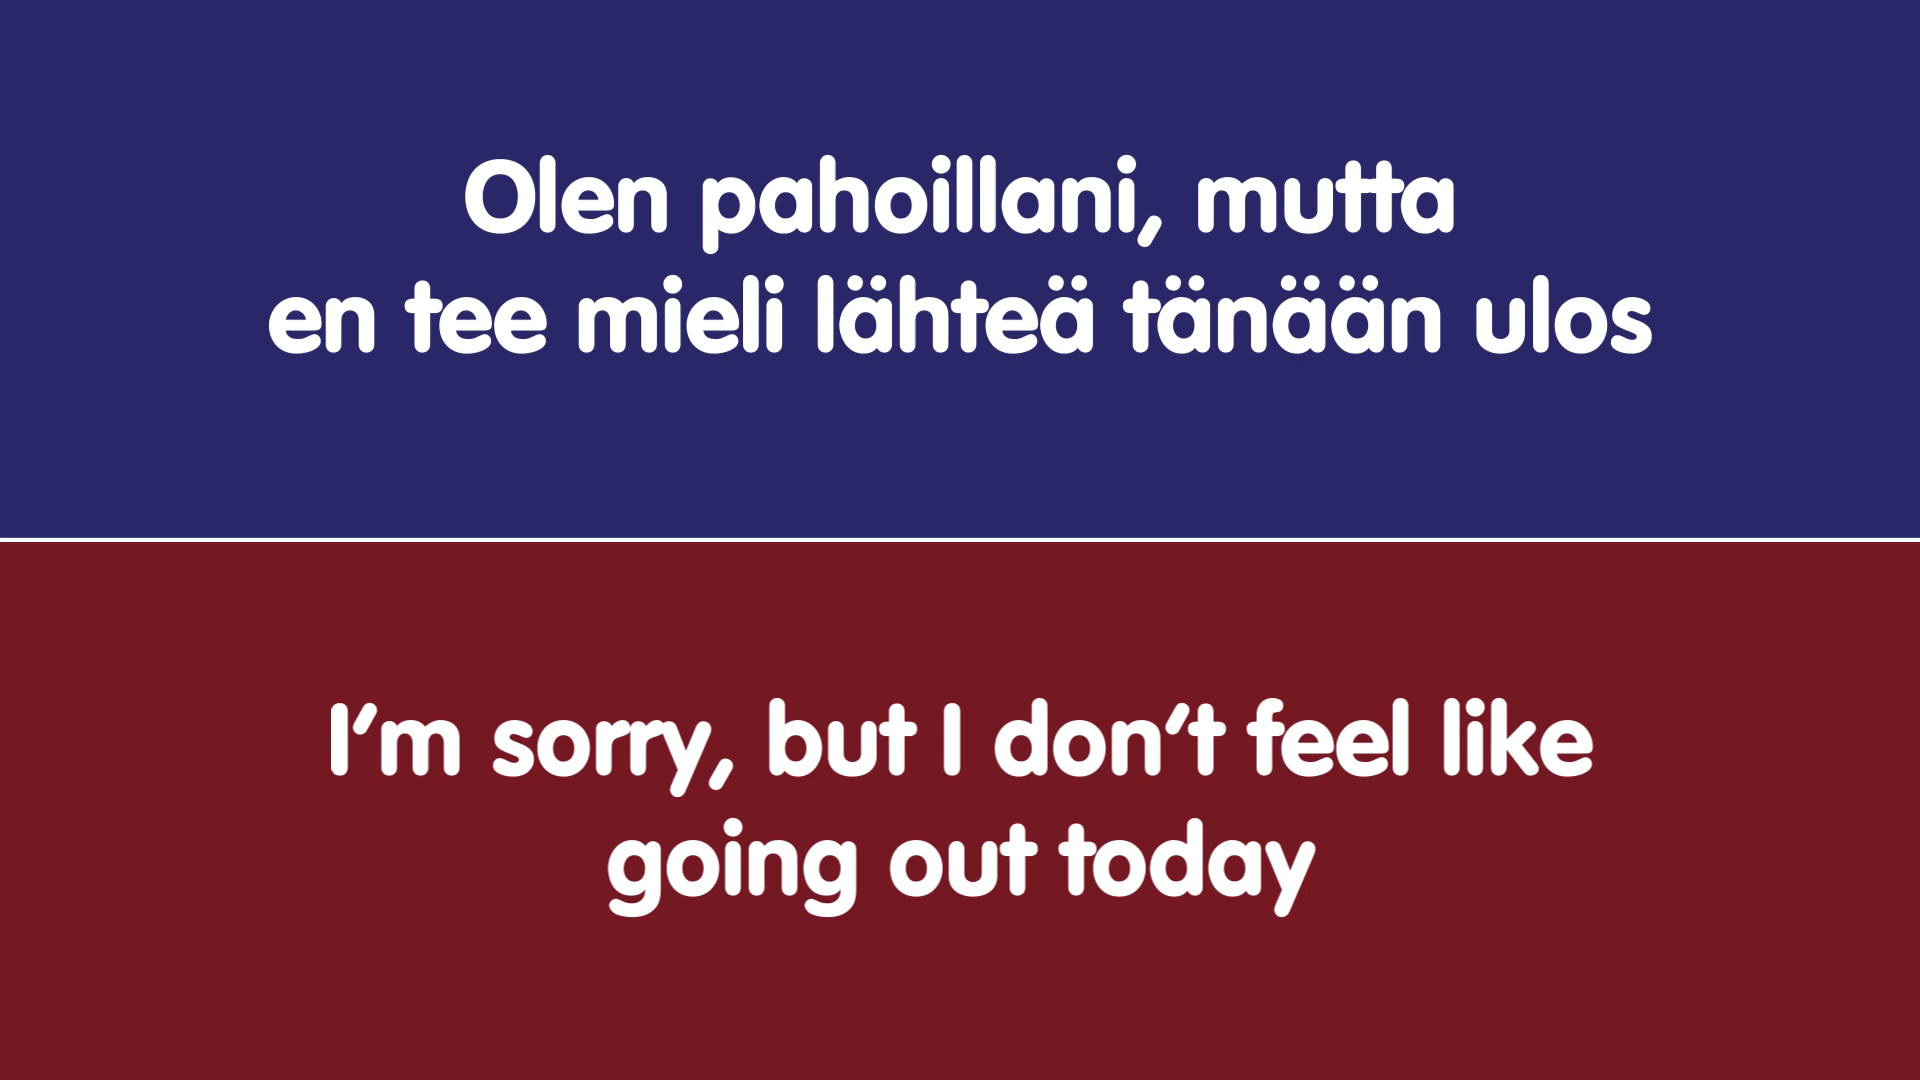 Olen pahoillani, mutta
en tee mieli lähteä tänään ulos
I'm sorry, but I don't feel like
going out today